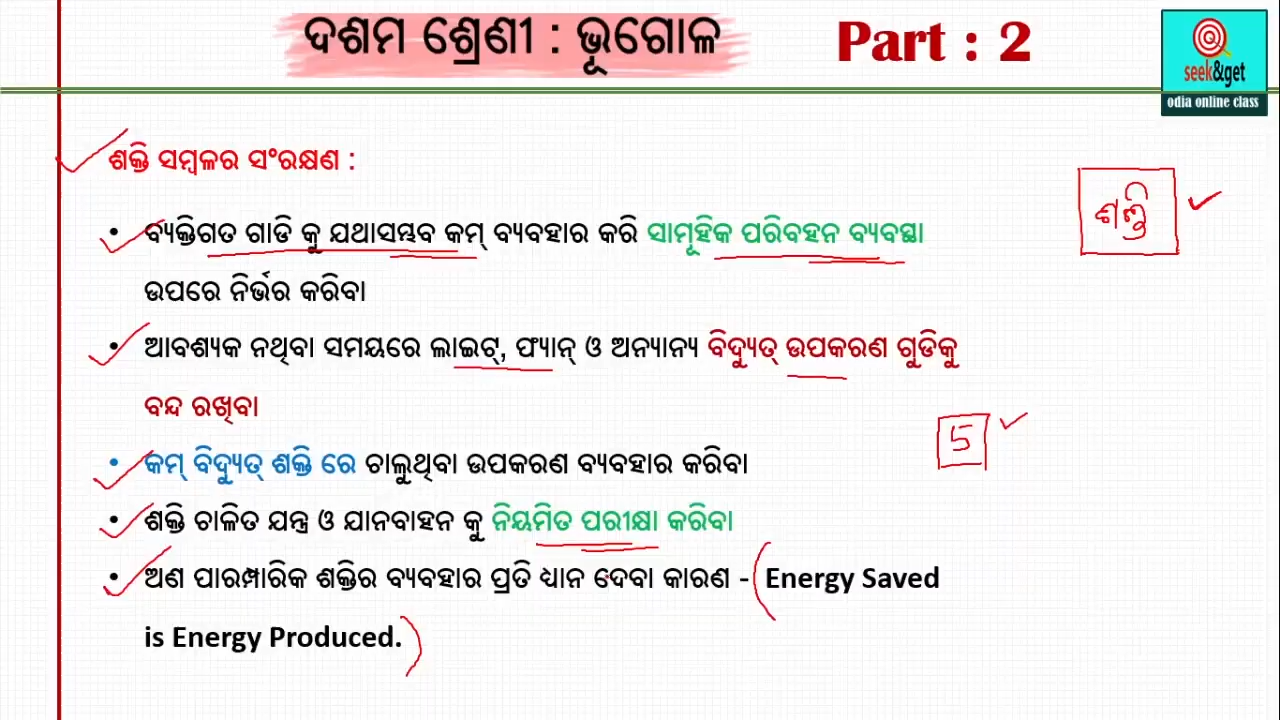 ଦଶମ ଶ୍ରେଣୀ : ଭୂଗୋଳ
Part : 2
seek&get
odia online class
ଶକ୍ତି ସମ୍ବଳର ସଂରକ୍ଷଣ :
ଶକ୍ତି
• ବ୍ୟକ୍ତିଗତ ଗାଡି କୁ ଯଥାସମ୍ଭବ କମ୍ ବ୍ୟବହାର କରି ସାମୂହିକ ପରିବହନ ବ୍ୟବସ୍ଥା
ଉପରେ ନିର୍ଭର କରିବା
• ଆବଶ୍ୟକ ନଥିବା ସମୟରେ ଲାଇଟ୍, ଫ୍ୟାନ୍ ଓ ଅନ୍ୟାନ୍ୟ ବିଦ୍ୟୁତ୍ ଉପକରଣ ଗୁଡିକୁ
ବନ୍ଦ ରଖିବା
5
• କମ୍ ବିଦ୍ୟୁତ୍ ଶକ୍ତି ରେ ଚାଲୁଥିବା ଉପକରଣ ବ୍ୟବହାର କରିବା
• ଶକ୍ତି ଚାଳିତ ଯନ୍ତ୍ର ଓ ଯାନବାହନ କୁ ନିୟମିତ ପରୀକ୍ଷା କରିବା
• ଅଣ ପାରମ୍ପାରିକ ଶକ୍ତିର ବ୍ୟବହାର ପ୍ରତି ଧ୍ୟାନ ଦେବା କାରଣ - Energy Saved
is Energy Produced.